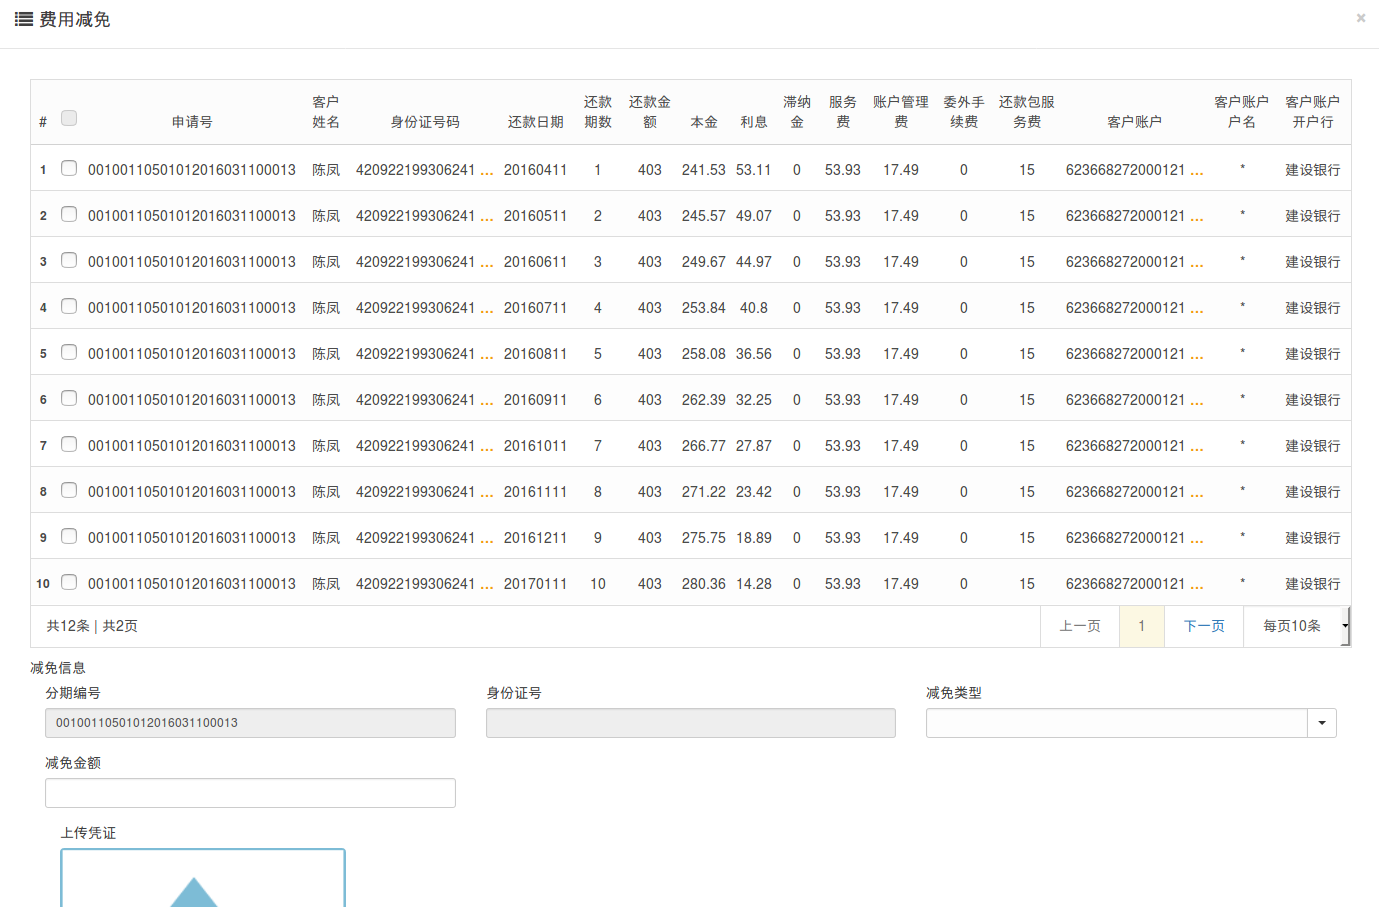 费用减免 ×
# 申请号 客户姓名 身份证号码 还款日期 还款期数 还款金额 本金 利息 滞纳金 服务费 账户管理费 委外手续费 还款包服务费 客户账户 客户账户户名 客户账户开户行
1 00100110501012016031100013 陈凤 420922199306241 ... 20160411 1 403 241.53 53.11 0 53.93 17.49 0 15 623668272000121 ... * 建设银行
2 00100110501012016031100013 陈凤 420922199306241 ... 20160511 2 403 245.57 49.07 0 53.93 17.49 0 15 623668272000121 ... * 建设银行
3 00100110501012016031100013 陈凤 420922199306241 ... 20160611 3 403 249.67 44.97 0 53.93 17.49 0 15 623668272000121 ... * 建设银行
4 00100110501012016031100013 陈凤 420922199306241 ... 20160711 4 403 253.84 40.8 0 53.93 17.49 0 15 623668272000121 ... * 建设银行
5 00100110501012016031100013 陈凤 420922199306241 ... 20160811 5 403 258.08 36.56 0 53.93 17.49 0 15 623668272000121 ... * 建设银行
6 00100110501012016031100013 陈凤 420922199306241 ... 20160911 6 403 262.39 32.25 0 53.93 17.49 0 15 623668272000121 ... * 建设银行
7 00100110501012016031100013 陈凤 420922199306241 ... 20161011 7 403 266.77 27.87 0 53.93 17.49 0 15 623668272000121 ... * 建设银行
8 00100110501012016031100013 陈凤 420922199306241 ... 20161111 8 403 271.22 23.42 0 53.93 17.49 0 15 623668272000121 ... * 建设银行
9 00100110501012016031100013 陈凤 420922199306241 ... 20161211 9 403 275.75 18.89 0 53.93 17.49 0 15 623668272000121 ... * 建设银行
10 00100110501012016031100013 陈凤 420922199306241 ... 20170111 10 403 280.36 14.28 0 53.93 17.49 0 15 623668272000121 ... * 建设银行
共12条 | 共2页 上一页 1 下一页 每页10条
减免信息
分期编号 身份证号 减免类型
00100110501012016031100013
减免金额
上传凭证